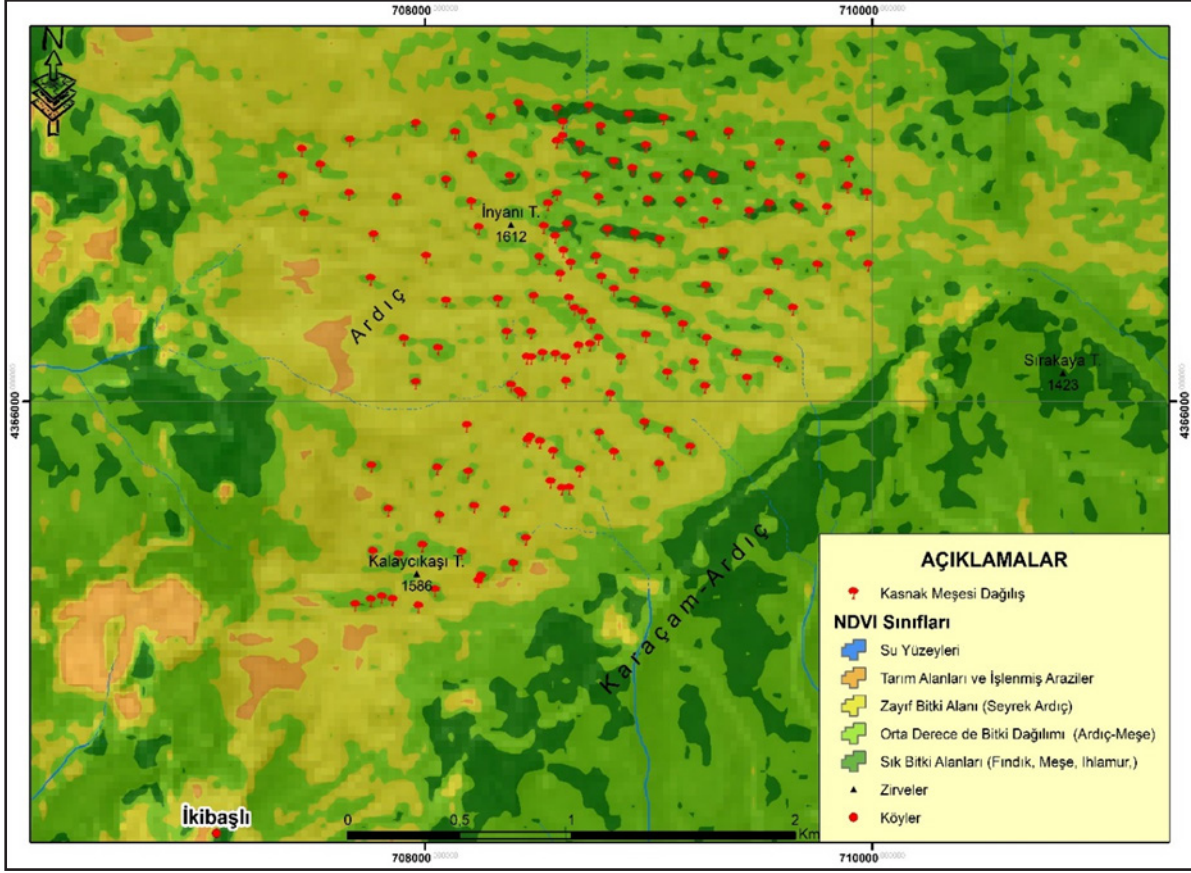 708000
710000
N
İnyanı T.
1612
Ardıç
Sırakaya T.
1423
4366000
4366000
Karaçam-Ardıç
Kalaycıkaşı T.
1586
AÇIKLAMALAR
Kasnak Meşesi Dağılış
NDVI Sınıfları
Su Yüzeyleri
Tarım Alanları ve İşlenmiş Araziler
Zayıf Bitki Alanı (Seyrek Ardıç)
Orta Derece de Bitki Dağılımı (Ardıç-Meşe)
Sık Bitki Alanları (Fındık, Meşe, Ihlamur,)
Zirveler
Köyler
İkibaşlı
0 0,5 1 2
Km
708000
710000